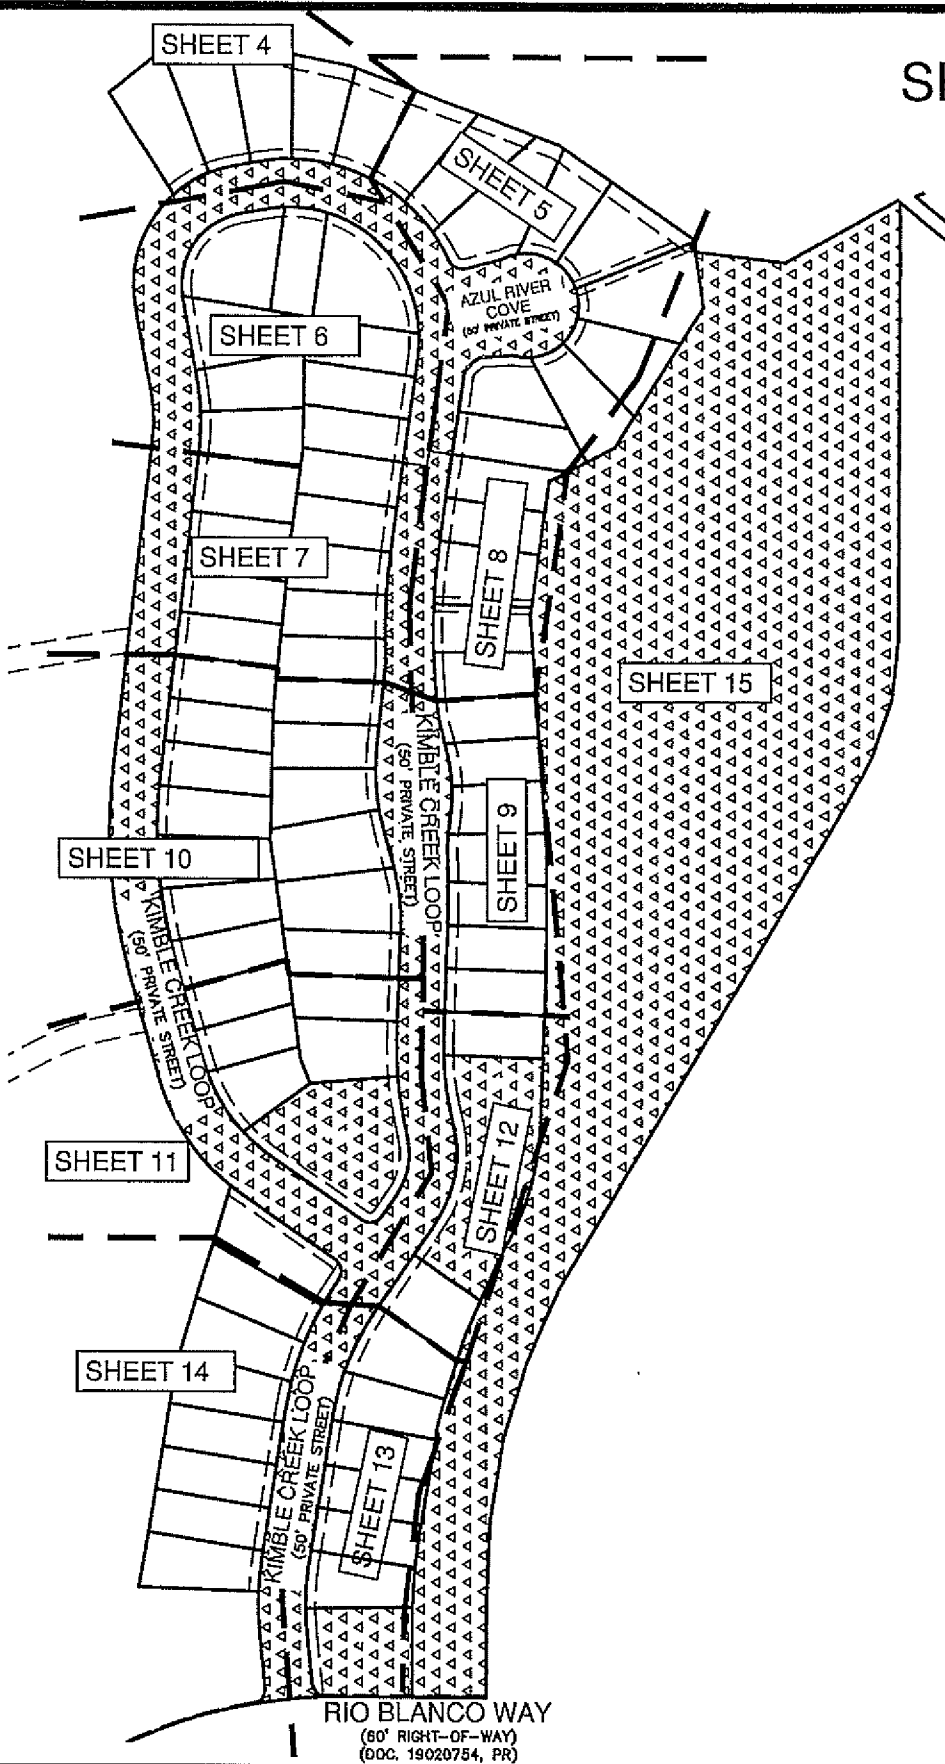 SHEET 4
SHEET 5
AZUL RIVER
COVE
(50' PRIVATE STREET)
SHEET 6
SHEET 7
SHEET 8
SHEET 15
KIMBLE CREEK LOOP
(50' PRIVATE STREET)
SHEET 9
SHEET 10
KIMBLE CREEK LOOP
(50' PRIVATE STREET)
SHEET 11
SHEET 12
SHEET 14
KIMBLE CREEK LOOP
(50' PRIVATE STREET)
SHEET 13
RIO BLANCO WAY
(60' RIGHT-OF-WAY)
(DOC. 19020754, PR)